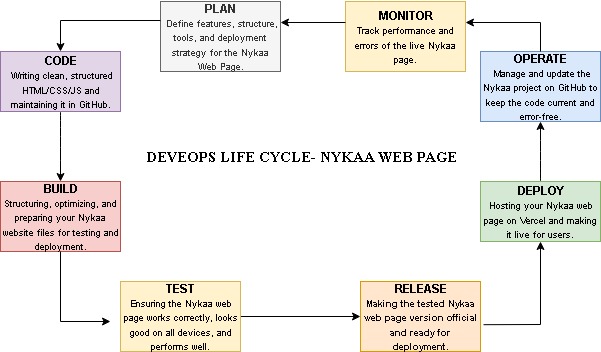 PLAN
Define features, structure,
tools, and deployment
strategy for the Nykaa
Web Page.
MONITOR
Track performance and
errors of the live Nykaa
page.
CODE
Writing clean, structured
HTML/CSS/JS and
maintaining it in GitHub.
OPERATE
Manage and update the
Nykaa project on GitHub to
keep the code current and
error-free.
DEVEOPS LIFE CYCLE- NYKAA WEB PAGE
BUILD
Structuring, optimizing, and
preparing your Nykaa
website files for testing and
deployment.
DEPLOY
Hosting your Nykaa web
page on Vercel and making
it live for users.
TEST
Ensuring the Nykaa web
page works correctly, looks
good on all devices, and
performs well.
RELEASE
Making the tested Nykaa
web page version official
and ready for
deployment.